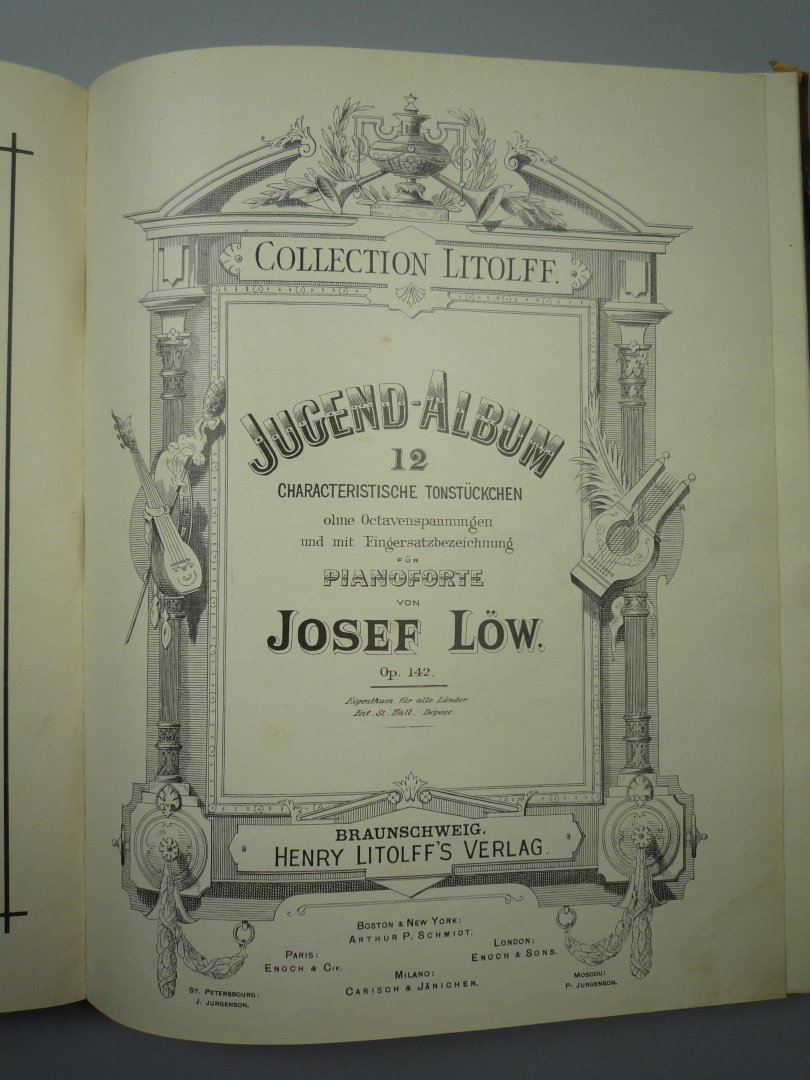 COLLECTION LITOLFF.
JUGEND-ALBUM
12
CHARACTERISTISCHE TONSTÜCKCHEN
ohne Octavenspannungen
und mit Fingersatzbezeichnung
FÜR
PIANOFORTE
VON
JOSEF LÖW.
Op. 142.
Eigenthum für alle Länder.
Ent. St. Hall. Dépose.
BRAUNSCHWEIG.
HENRY LITOLFF'S VERLAG.
BOSTON & NEW YORK:
ARTHUR P. SCHMIDT.
PARIS:
ENOCH & CIE.
LONDON:
ENOCH & SONS.
MILANO:
CARISCH & JÄNICHEN.
ST. PETERSBOURG:
J. JURGENSON.
MOSCOU:
P. JURGENSON.